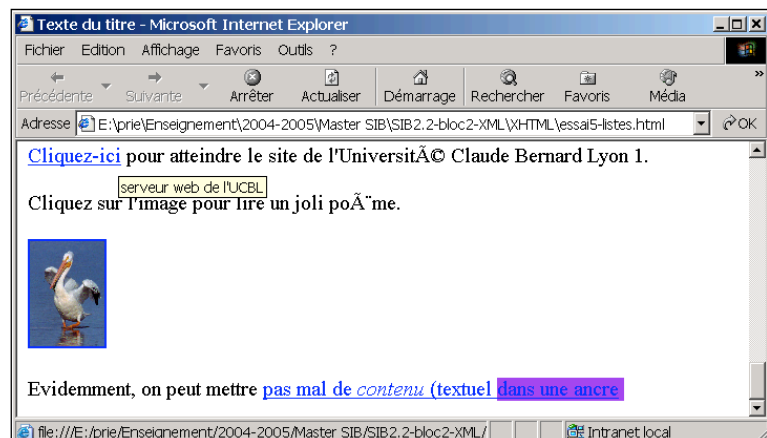 Texte du titre - Microsoft Internet Explorer
Fichier Edition Affichage Favoris Outils ?
Précédente Suivante Arrêter Actualiser Démarrage Rechercher Favoris Média »
Adresse E:\prie\Enseignement\2004-2005\Master SIB\SIB2.2-bloc2-XML\XHTML\essai5-listes.html OK
Cliquez-ici pour atteindre le site de l'UniversitÃ© Claude Bernard Lyon 1.
serveur web de l'UCBL
Cliquez sur l'image pour lire un joli poÃ¨me.
Evidemment, on peut mettre pas mal de contenu (textuel dans une ancre
file:///E:/prie/Enseignement/2004-2005/Master SIB/SIB2.2-bloc2-XML/ Intranet local